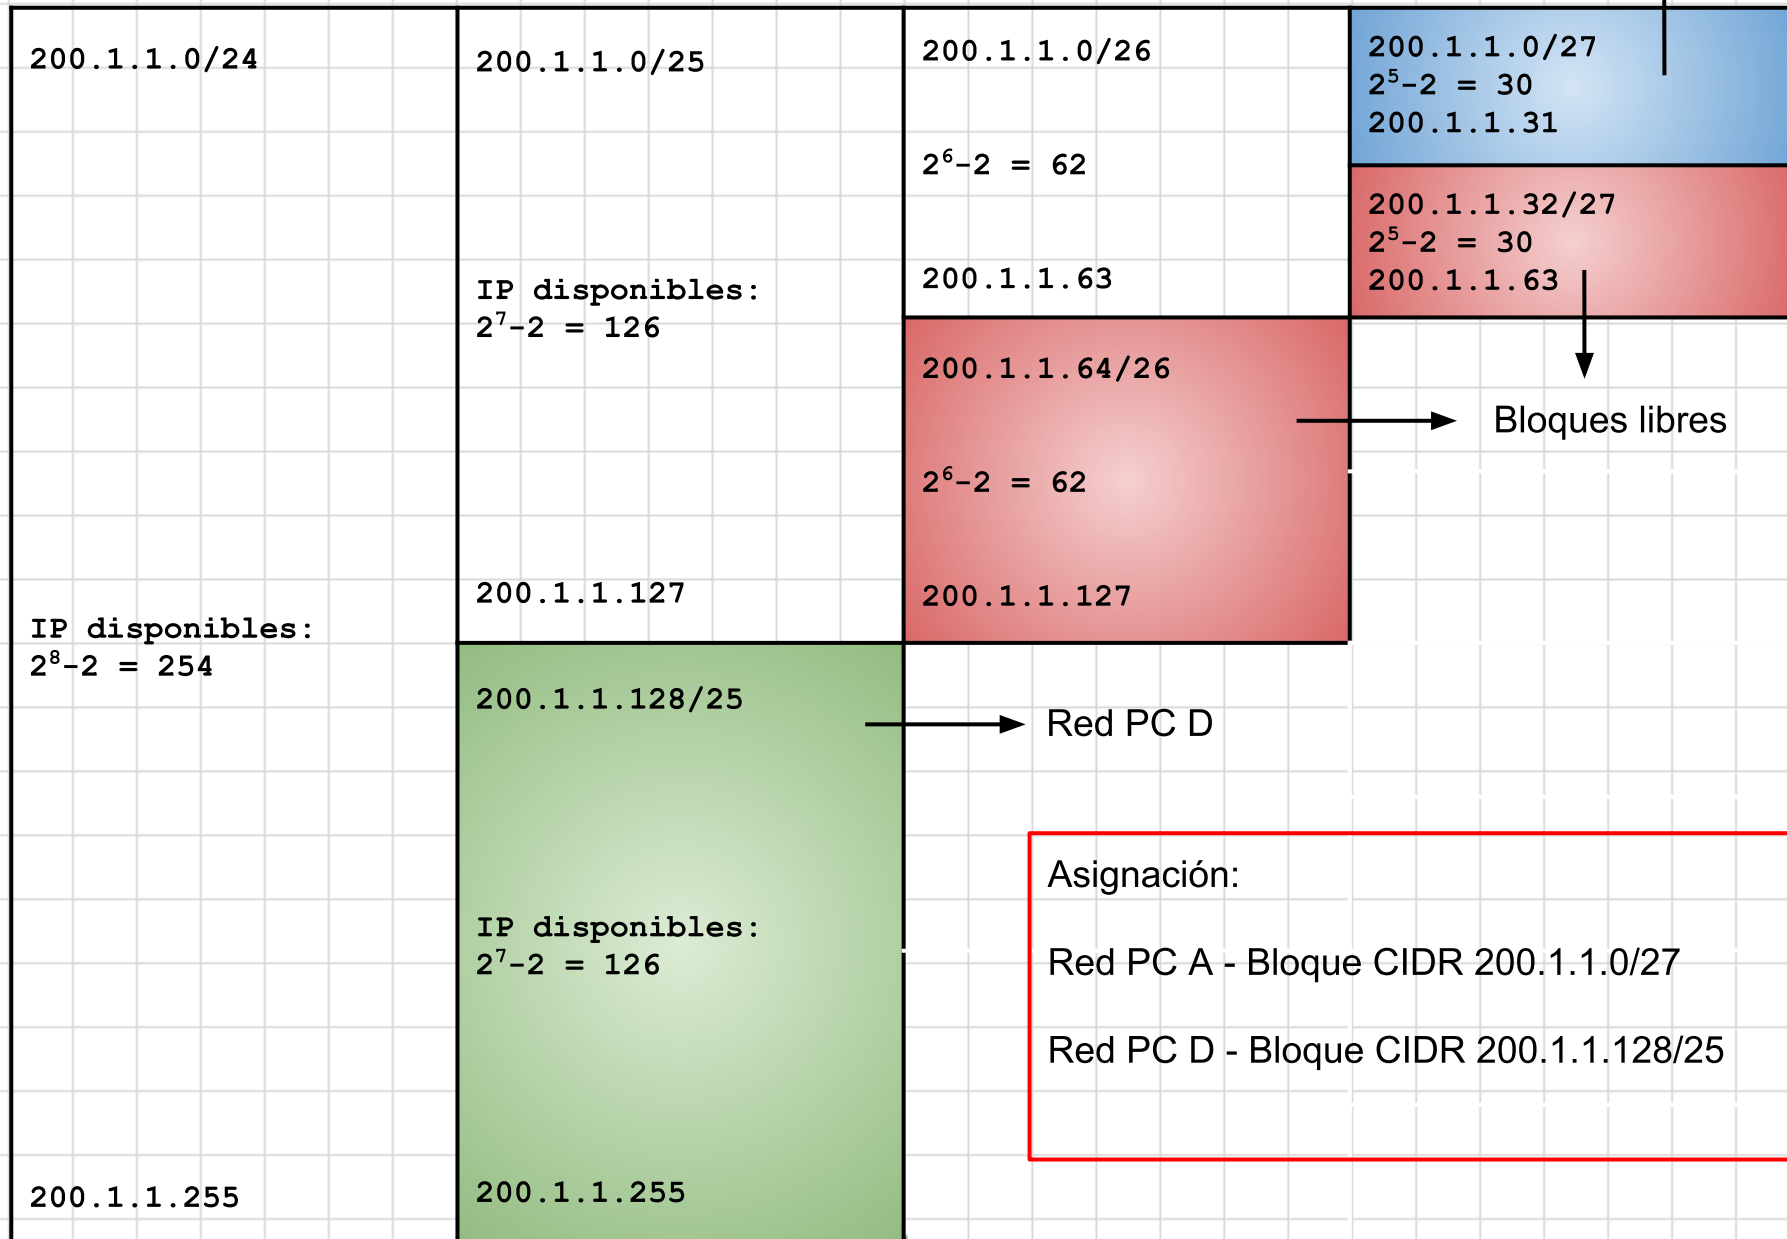 200.1.1.0/24
IP disponibles:
2⁸-2 = 254
200.1.1.255
200.1.1.0/25
IP disponibles:
2⁷-2 = 126
200.1.1.127
200.1.1.128/25
IP disponibles:
2⁷-2 = 126
200.1.1.255
200.1.1.0/26
2⁶-2 = 62
200.1.1.63
200.1.1.64/26
2⁶-2 = 62
200.1.1.127
200.1.1.0/27
2⁵-2 = 30
200.1.1.31
200.1.1.32/27
2⁵-2 = 30
200.1.1.63
Bloques libres
Red PC D
Asignación:
Red PC A - Bloque CIDR 200.1.1.0/27
Red PC D - Bloque CIDR 200.1.1.128/25